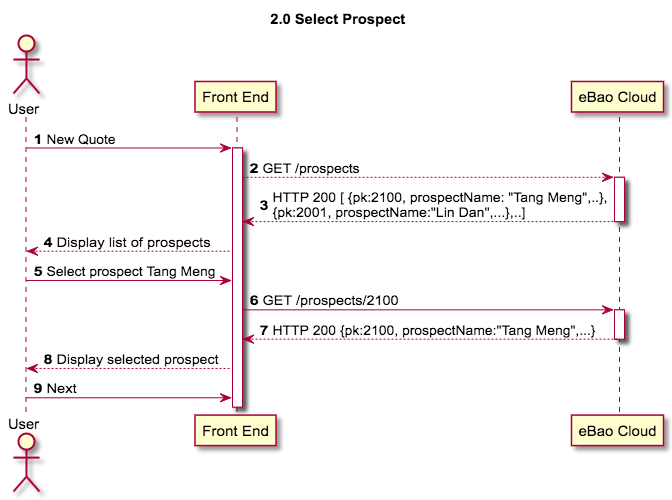 2.0 Select Prospect
User
Front End
eBao Cloud
1 New Quote
2 GET /prospects
3 HTTP 200 [ {pk:2100, prospectName: "Tang Meng",..},
{pk:2001, prospectName:"Lin Dan",...},..]
4 Display list of prospects
5 Select prospect Tang Meng
6 GET /prospects/2100
7 HTTP 200 {pk:2100, prospectName:"Tang Meng",...}
8 Display selected prospect
9 Next
User
Front End
eBao Cloud